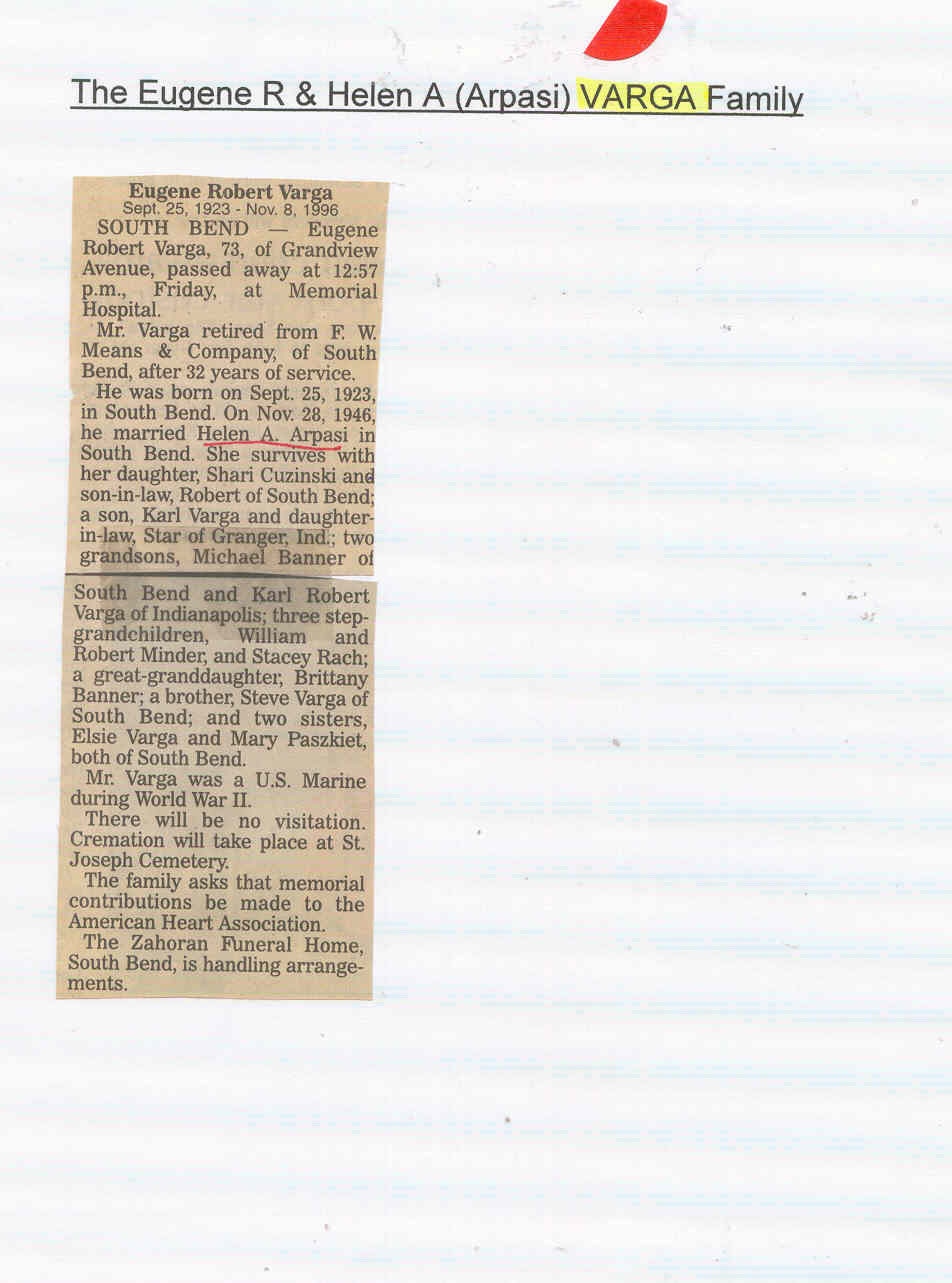 The Eugene R & Helen A (Arpasi) VARGA Family
Eugene Robert Varga
Sept. 25, 1923 - Nov. 8, 1996
SOUTH BEND — Eugene
Robert Varga, 73, of Grandview
Avenue, passed away at 12:57
p.m., Friday, at Memorial
Hospital.
Mr. Varga retired from F. W.
Means & Company, of South
Bend, after 32 years of service.
He was born on Sept. 25, 1923,
in South Bend. On Nov. 28, 1946,
he married Helen A. Arpasi in
South Bend. She survives with
her daughter, Shari Cuzinski and
son-in-law, Robert of South Bend;
a son, Karl Varga and daughter-
in-law, Star of Granger, Ind.; two
grandsons, Michael Banner of
South Bend and Karl Robert
Varga of Indianapolis; three step-
grandchildren, William and
Robert Minder, and Stacey Rach;
a great-granddaughter, Brittany
Banner; a brother, Steve Varga of
South Bend; and two sisters,
Elsie Varga and Mary Paszkiet,
both of South Bend.
Mr. Varga was a U.S. Marine
during World War II.
There will be no visitation.
Cremation will take place at St.
Joseph Cemetery.
The family asks that memorial
contributions be made to the
American Heart Association.
The Zahoran Funeral Home,
South Bend, is handling arrange-
ments.